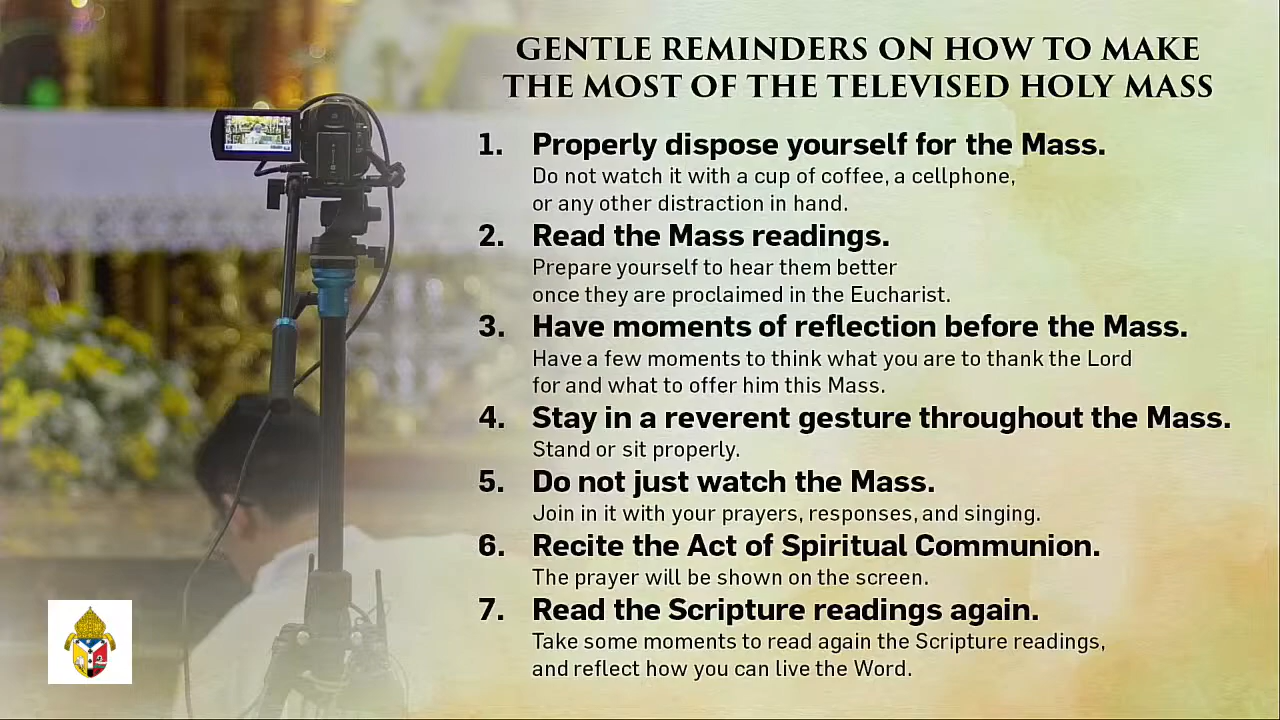 GENTLE REMINDERS ON HOW TO MAKE
THE MOST OF THE TELEVISED HOLY MASS
1. Properly dispose yourself for the Mass.
Do not watch it with a cup of coffee, a cellphone,
or any other distraction in hand.
2. Read the Mass readings.
Prepare yourself to hear them better
once they are proclaimed in the Eucharist.
3. Have moments of reflection before the Mass.
Have a few moments to think what you are to thank the Lord
for and what to offer him this Mass.
4. Stay in a reverent gesture throughout the Mass.
Stand or sit properly.
5. Do not just watch the Mass.
Join in it with your prayers, responses, and singing.
6. Recite the Act of Spiritual Communion.
The prayer will be shown on the screen.
7. Read the Scripture readings again.
Take some moments to read again the Scripture readings,
and reflect how you can live the Word.